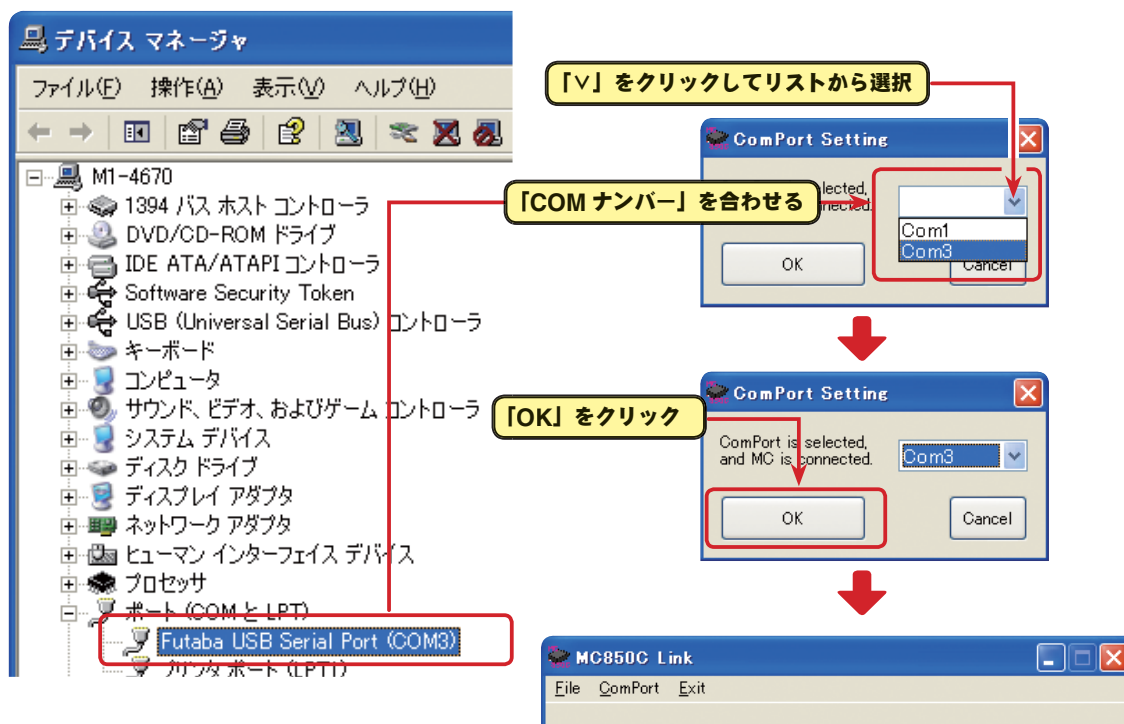 デバイス マネージャ
ファイル(F) 操作(A) 表示(V) ヘルプ(H)
M1-4670
1394 バス ホスト コントローラ
DVD/CD-ROM ドライブ
IDE ATA/ATAPI コントローラ
Software Security Token
USB (Universal Serial Bus) コントローラ
キーボード
コンピュータ
サウンド、ビデオ、およびゲーム コントローラ
システム デバイス
ディスク ドライブ
ディスプレイ アダプタ
ネットワーク アダプタ
ヒューマン インターフェイス デバイス
プロセッサ
ポート (COM と LPT)
Futaba USB Serial Port (COM3)
プリンタ ポート (LPT1)
「∨」をクリックしてリストから選択
ComPort Setting
「COM ナンバー」を合わせる
Com1
Com3
OK
Cancel
ComPort Setting
「OK」をクリック
ComPort is selected,
and MC is connected.
Com3
OK
Cancel
MC850C Link
File ComPort Exit